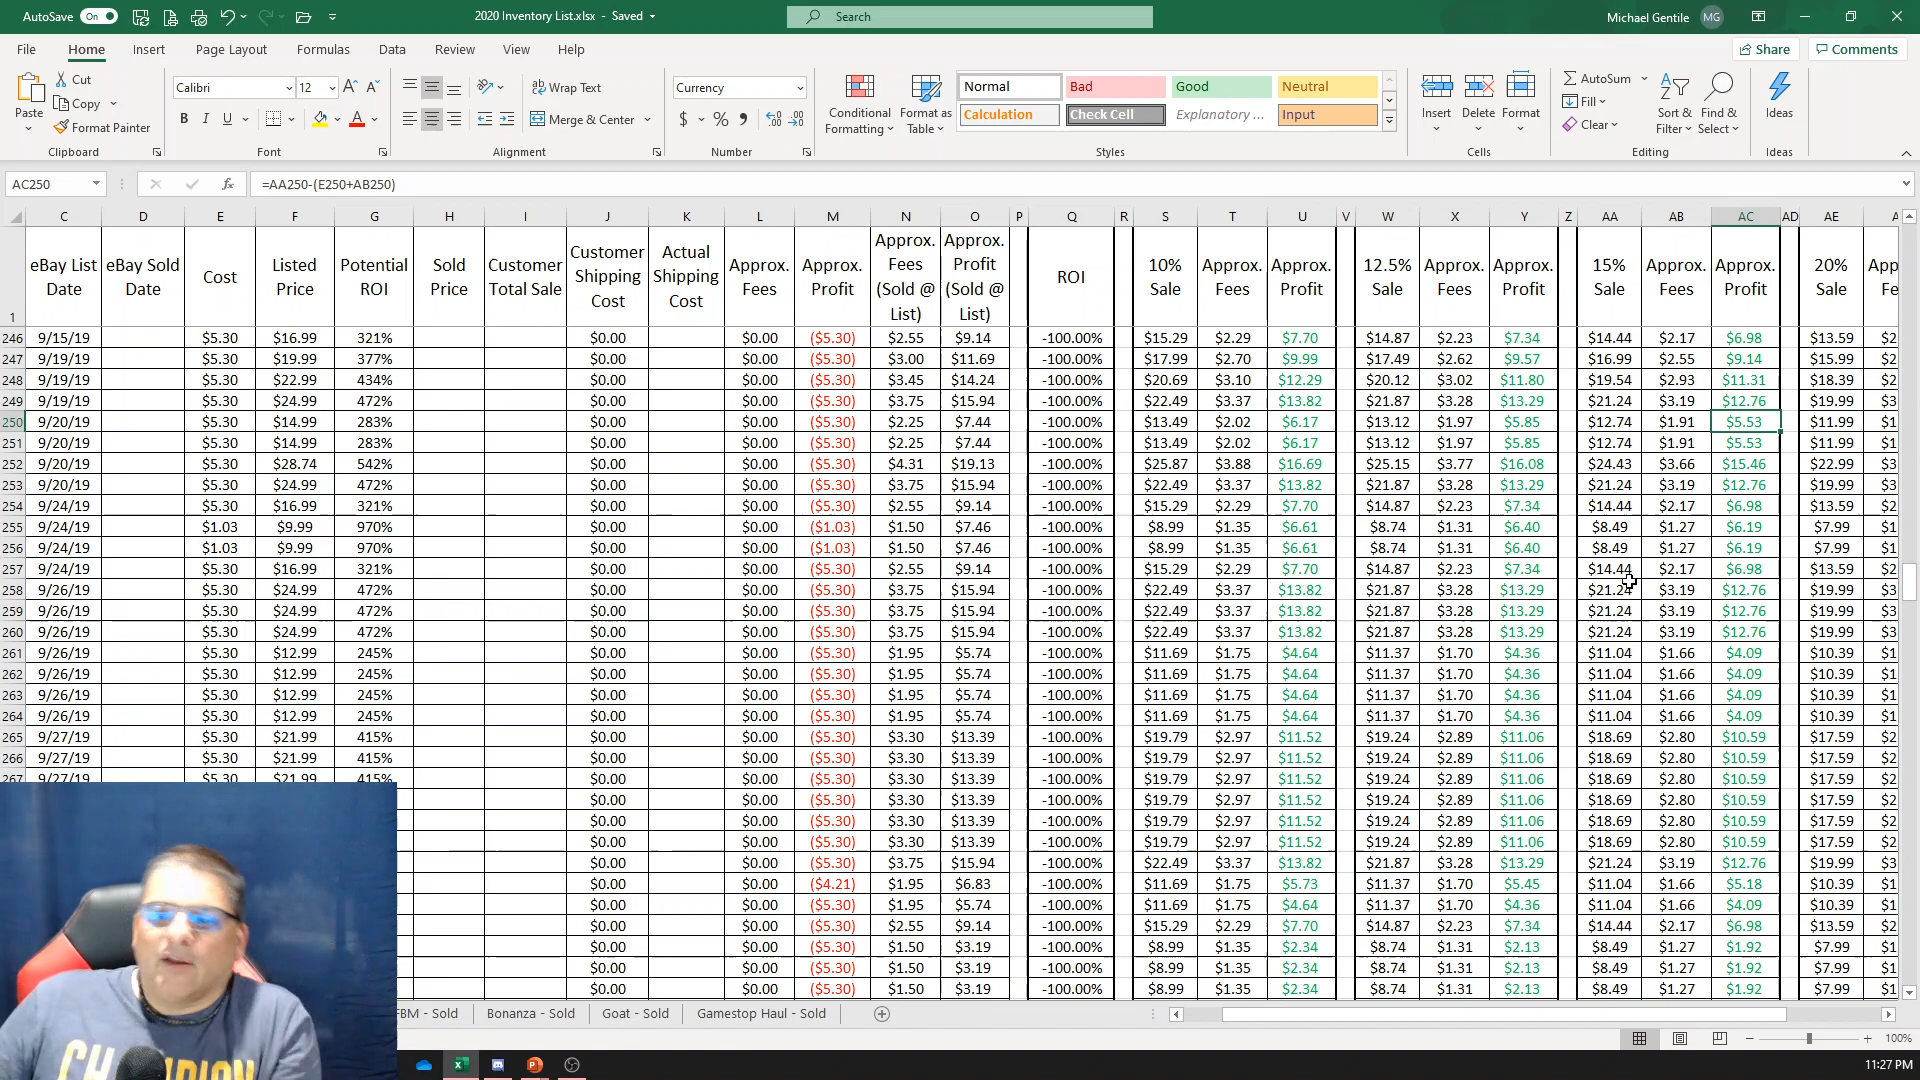 AutoSave On 2020 Inventory List.xlsx - Saved Search Michael Gentile MG
File Home Insert Page Layout Formulas Data Review View Help Share Comments
Paste Cut Copy Format Painter Clipboard
Calibri 12 B I U Font
Wrap Text Merge & Center Alignment
Currency $ % Number
Conditional Formatting Format as Table Normal Bad Good Neutral Calculation Check Cell Explanatory ... Input Styles
Insert Delete Format Cells
AutoSum Fill Clear Sort & Filter Find & Select Editing
Ideas Ideas
AC250 fx =AA250-(E250+AB250)
C D E F G H I J K L M N O P Q R S T U V W X Y Z AA AB AC AD AE A
1 eBay List Date eBay Sold Date Cost Listed Price Potential ROI Sold Price Customer Total Sale Customer Shipping Cost Actual Shipping Cost Approx. Fees Approx. Profit Approx. Fees (Sold @ List) Approx. Profit (Sold @ List) ROI 10% Sale Approx. Fees Approx. Profit 12.5% Sale Approx. Fees Approx. Profit 15% Sale Approx. Fees Approx. Profit 20% Sale App Fe
246 9/15/19 $5.30 $16.99 321% $0.00 $0.00 ($5.30) $2.55 $9.14 -100.00% $15.29 $2.29 $7.70 $14.87 $2.23 $7.34 $14.44 $2.17 $6.98 $13.59 $2
247 9/19/19 $5.30 $19.99 377% $0.00 $0.00 ($5.30) $3.00 $11.69 -100.00% $17.99 $2.70 $9.99 $17.49 $2.62 $9.57 $16.99 $2.55 $9.14 $15.99 $2
248 9/19/19 $5.30 $22.99 434% $0.00 $0.00 ($5.30) $3.45 $14.24 -100.00% $20.69 $3.10 $12.29 $20.12 $3.02 $11.80 $19.54 $2.93 $11.31 $18.39 $2
249 9/19/19 $5.30 $24.99 472% $0.00 $0.00 ($5.30) $3.75 $15.94 -100.00% $22.49 $3.37 $13.82 $21.87 $3.28 $13.29 $21.24 $3.19 $12.76 $19.99 $3
250 9/20/19 $5.30 $14.99 283% $0.00 $0.00 ($5.30) $2.25 $7.44 -100.00% $13.49 $2.02 $6.17 $13.12 $1.97 $5.85 $12.74 $1.91 $5.53 $11.99 $1
251 9/20/19 $5.30 $14.99 283% $0.00 $0.00 ($5.30) $2.25 $7.44 -100.00% $13.49 $2.02 $6.17 $13.12 $1.97 $5.85 $12.74 $1.91 $5.53 $11.99 $1
252 9/20/19 $5.30 $28.74 542% $0.00 $0.00 ($5.30) $4.31 $19.13 -100.00% $25.87 $3.88 $16.69 $25.15 $3.77 $16.08 $24.43 $3.66 $15.46 $22.99 $3
253 9/20/19 $5.30 $24.99 472% $0.00 $0.00 ($5.30) $3.75 $15.94 -100.00% $22.49 $3.37 $13.82 $21.87 $3.28 $13.29 $21.24 $3.19 $12.76 $19.99 $3
254 9/24/19 $5.30 $16.99 321% $0.00 $0.00 ($5.30) $2.55 $9.14 -100.00% $15.29 $2.29 $7.70 $14.87 $2.23 $7.34 $14.44 $2.17 $6.98 $13.59 $2
255 9/24/19 $1.03 $9.99 970% $0.00 $0.00 ($1.03) $1.50 $7.46 -100.00% $8.99 $1.35 $6.61 $8.74 $1.31 $6.40 $8.49 $1.27 $6.19 $7.99 $1
256 9/24/19 $1.03 $9.99 970% $0.00 $0.00 ($1.03) $1.50 $7.46 -100.00% $8.99 $1.35 $6.61 $8.74 $1.31 $6.40 $8.49 $1.27 $6.19 $7.99 $1
257 9/24/19 $5.30 $16.99 321% $0.00 $0.00 ($5.30) $2.55 $9.14 -100.00% $15.29 $2.29 $7.70 $14.87 $2.23 $7.34 $14.44 $2.17 $6.98 $13.59 $2
258 9/26/19 $5.30 $24.99 472% $0.00 $0.00 ($5.30) $3.75 $15.94 -100.00% $22.49 $3.37 $13.82 $21.87 $3.28 $13.29 $21.24 $3.19 $12.76 $19.99 $3
259 9/26/19 $5.30 $24.99 472% $0.00 $0.00 ($5.30) $3.75 $15.94 -100.00% $22.49 $3.37 $13.82 $21.87 $3.28 $13.29 $21.24 $3.19 $12.76 $19.99 $3
260 9/26/19 $5.30 $24.99 472% $0.00 $0.00 ($5.30) $3.75 $15.94 -100.00% $22.49 $3.37 $13.82 $21.87 $3.28 $13.29 $21.24 $3.19 $12.76 $19.99 $3
261 9/26/19 $5.30 $12.99 245% $0.00 $0.00 ($5.30) $1.95 $5.74 -100.00% $11.69 $1.75 $4.64 $11.37 $1.70 $4.36 $11.04 $1.66 $4.09 $10.39 $1
262 9/26/19 $5.30 $12.99 245% $0.00 $0.00 ($5.30) $1.95 $5.74 -100.00% $11.69 $1.75 $4.64 $11.37 $1.70 $4.36 $11.04 $1.66 $4.09 $10.39 $1
263 9/26/19 $5.30 $12.99 245% $0.00 $0.00 ($5.30) $1.95 $5.74 -100.00% $11.69 $1.75 $4.64 $11.37 $1.70 $4.36 $11.04 $1.66 $4.09 $10.39 $1
264 9/26/19 $5.30 $12.99 245% $0.00 $0.00 ($5.30) $1.95 $5.74 -100.00% $11.69 $1.75 $4.64 $11.37 $1.70 $4.36 $11.04 $1.66 $4.09 $10.39 $1
265 9/27/19 $5.30 $21.99 415% $0.00 $0.00 ($5.30) $3.30 $13.39 -100.00% $19.79 $2.97 $11.52 $19.24 $2.89 $11.06 $18.69 $2.80 $10.59 $17.59 $2
266 9/27/19 $5.30 $21.99 415% $0.00 $0.00 ($5.30) $3.30 $13.39 -100.00% $19.79 $2.97 $11.52 $19.24 $2.89 $11.06 $18.69 $2.80 $10.59 $17.59 $2
267 9/27/19 $5.30 $21.99 415% $0.00 $0.00 ($5.30) $3.30 $13.39 -100.00% $19.79 $2.97 $11.52 $19.24 $2.89 $11.06 $18.69 $2.80 $10.59 $17.59 $2
$0.00 $0.00 ($5.30) $3.30 $13.39 -100.00% $19.79 $2.97 $11.52 $19.24 $2.89 $11.06 $18.69 $2.80 $10.59 $17.59 $2
$0.00 $0.00 ($5.30) $3.30 $13.39 -100.00% $19.79 $2.97 $11.52 $19.24 $2.89 $11.06 $18.69 $2.80 $10.59 $17.59 $2
$0.00 $0.00 ($5.30) $3.30 $13.39 -100.00% $19.79 $2.97 $11.52 $19.24 $2.89 $11.06 $18.69 $2.80 $10.59 $17.59 $2
$0.00 $0.00 ($5.30) $3.75 $15.94 -100.00% $22.49 $3.37 $13.82 $21.87 $3.28 $13.29 $21.24 $3.19 $12.76 $19.99 $3
$0.00 $0.00 ($4.21) $1.95 $6.83 -100.00% $11.69 $1.75 $5.73 $11.37 $1.70 $5.45 $11.04 $1.66 $5.18 $10.39 $1
$0.00 $0.00 ($5.30) $1.95 $5.74 -100.00% $11.69 $1.75 $4.64 $11.37 $1.70 $4.36 $11.04 $1.66 $4.09 $10.39 $1
$0.00 $0.00 ($5.30) $2.55 $9.14 -100.00% $15.29 $2.29 $7.70 $14.87 $2.23 $7.34 $14.44 $2.17 $6.98 $13.59 $2
$0.00 $0.00 ($5.30) $1.50 $3.19 -100.00% $8.99 $1.35 $2.34 $8.74 $1.31 $2.13 $8.49 $1.27 $1.92 $7.99 $1
$0.00 $0.00 ($5.30) $1.50 $3.19 -100.00% $8.99 $1.35 $2.34 $8.74 $1.31 $2.13 $8.49 $1.27 $1.92 $7.99 $1
$0.00 $0.00 ($5.30) $1.50 $3.19 -100.00% $8.99 $1.35 $2.34 $8.74 $1.31 $2.13 $8.49 $1.27 $1.92 $7.99 $1
FBM - Sold Bonanza - Sold Goat - Sold Gamestop Haul - Sold
100%
11:27 PM